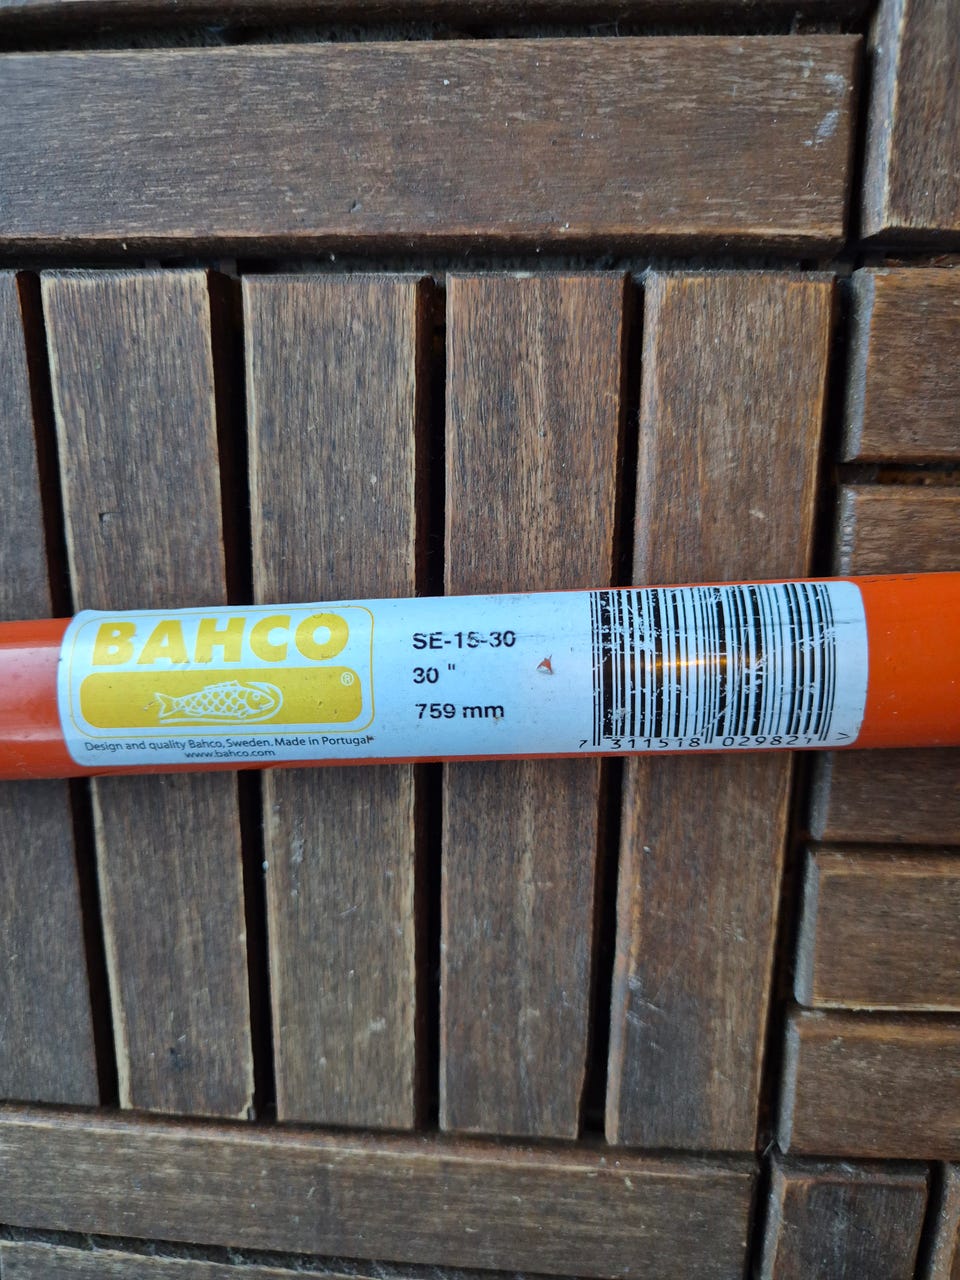 BAHCO
®
Design and quality Bahco, Sweden. Made in Portugal
www.bahco.com
SE-15-30
30 "
759 mm
7 311518 029821 >